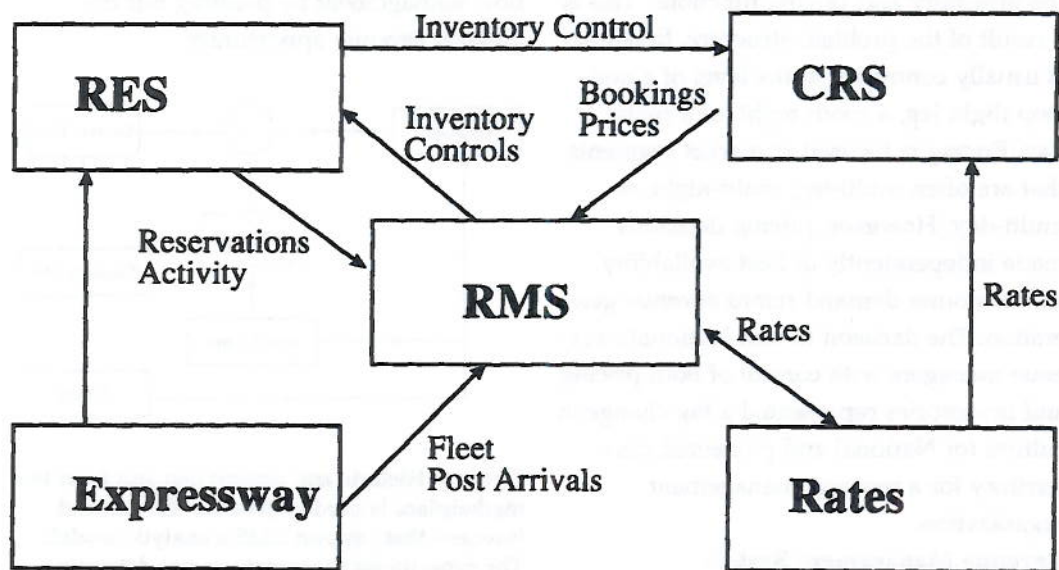 Inventory Control
RES
CRS
Bookings
Prices
Inventory
Controls
Reservations
Activity
RMS
Rates
Rates
Fleet
Post Arrivals
Expressway
Rates